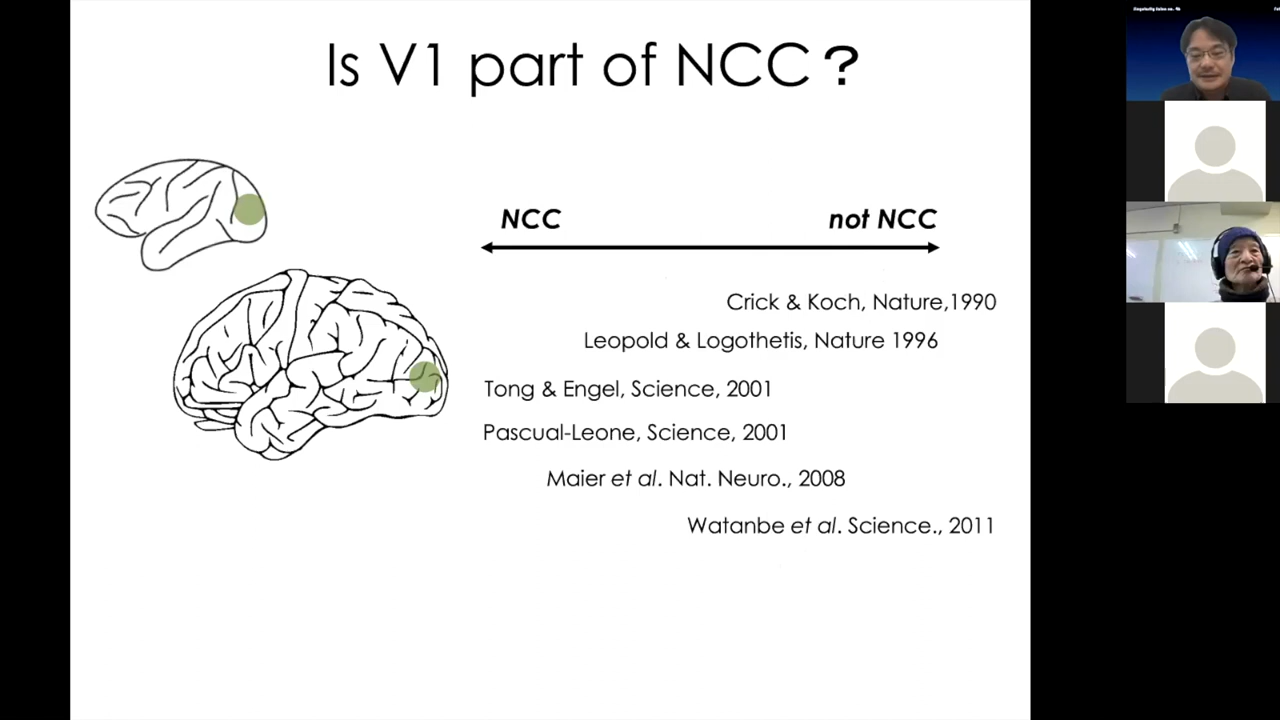 Is V1 part of NCC?
NCC
not NCC
Crick & Koch, Nature,1990
Leopold & Logothetis, Nature 1996
Tong & Engel, Science, 2001
Pascual-Leone, Science, 2001
Maier et al. Nat. Neuro., 2008
Watanbe et al. Science., 2011